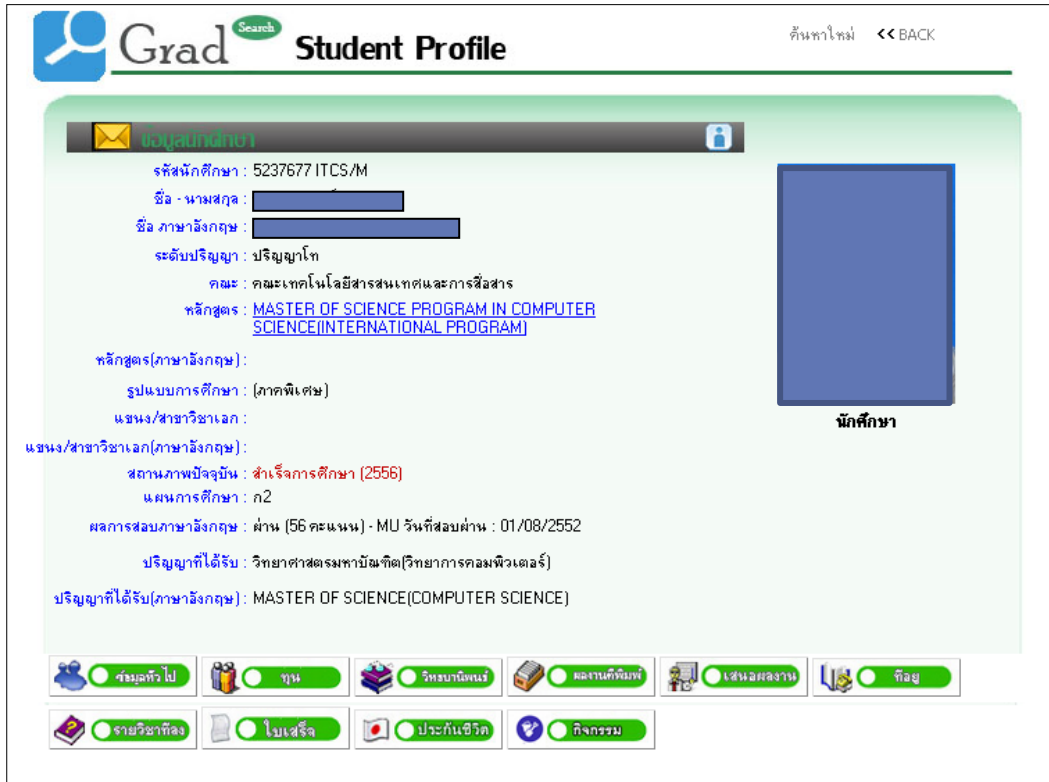 Grad Search Student Profile
ค้นหาใหม่ << BACK
ข้อมูลนักศึกษา
รหัสนักศึกษา : 5237677 ITCS/M
ชื่อ - นามสกุล :
ชื่อ ภาษาอังกฤษ :
ระดับปริญญา : ปริญญาโท
คณะ : คณะเทคโนโลยีสารสนเทศและการสื่อสาร
หลักสูตร : MASTER OF SCIENCE PROGRAM IN COMPUTER
SCIENCE(INTERNATIONAL PROGRAM)
หลักสูตร(ภาษาอังกฤษ) :
รูปแบบการศึกษา : (ภาคพิเศษ)
แขนง/สาขาวิชาเอก :
นักศึกษา
แขนง/สาขาวิชาเอก(ภาษาอังกฤษ) :
สถานภาพปัจจุบัน : สำเร็จการศึกษา (2556)
แผนการศึกษา : ก2
ผลการสอบภาษาอังกฤษ : ผ่าน (56 คะแนน) - MU วันที่สอบผ่าน : 01/08/2552
ปริญญาที่ได้รับ : วิทยาศาสตรมหาบัณฑิต(วิทยาการคอมพิวเตอร์)
ปริญญาที่ได้รับ(ภาษาอังกฤษ) : MASTER OF SCIENCE(COMPUTER SCIENCE)
ข้อมูลทั่วไป ทุน วิทยานิพนธ์ ผลงานตีพิมพ์ เสนอผลงาน ที่อยู่
รายวิชาที่ลง ใบเสร็จ ประกันชีวิต กิจกรรม